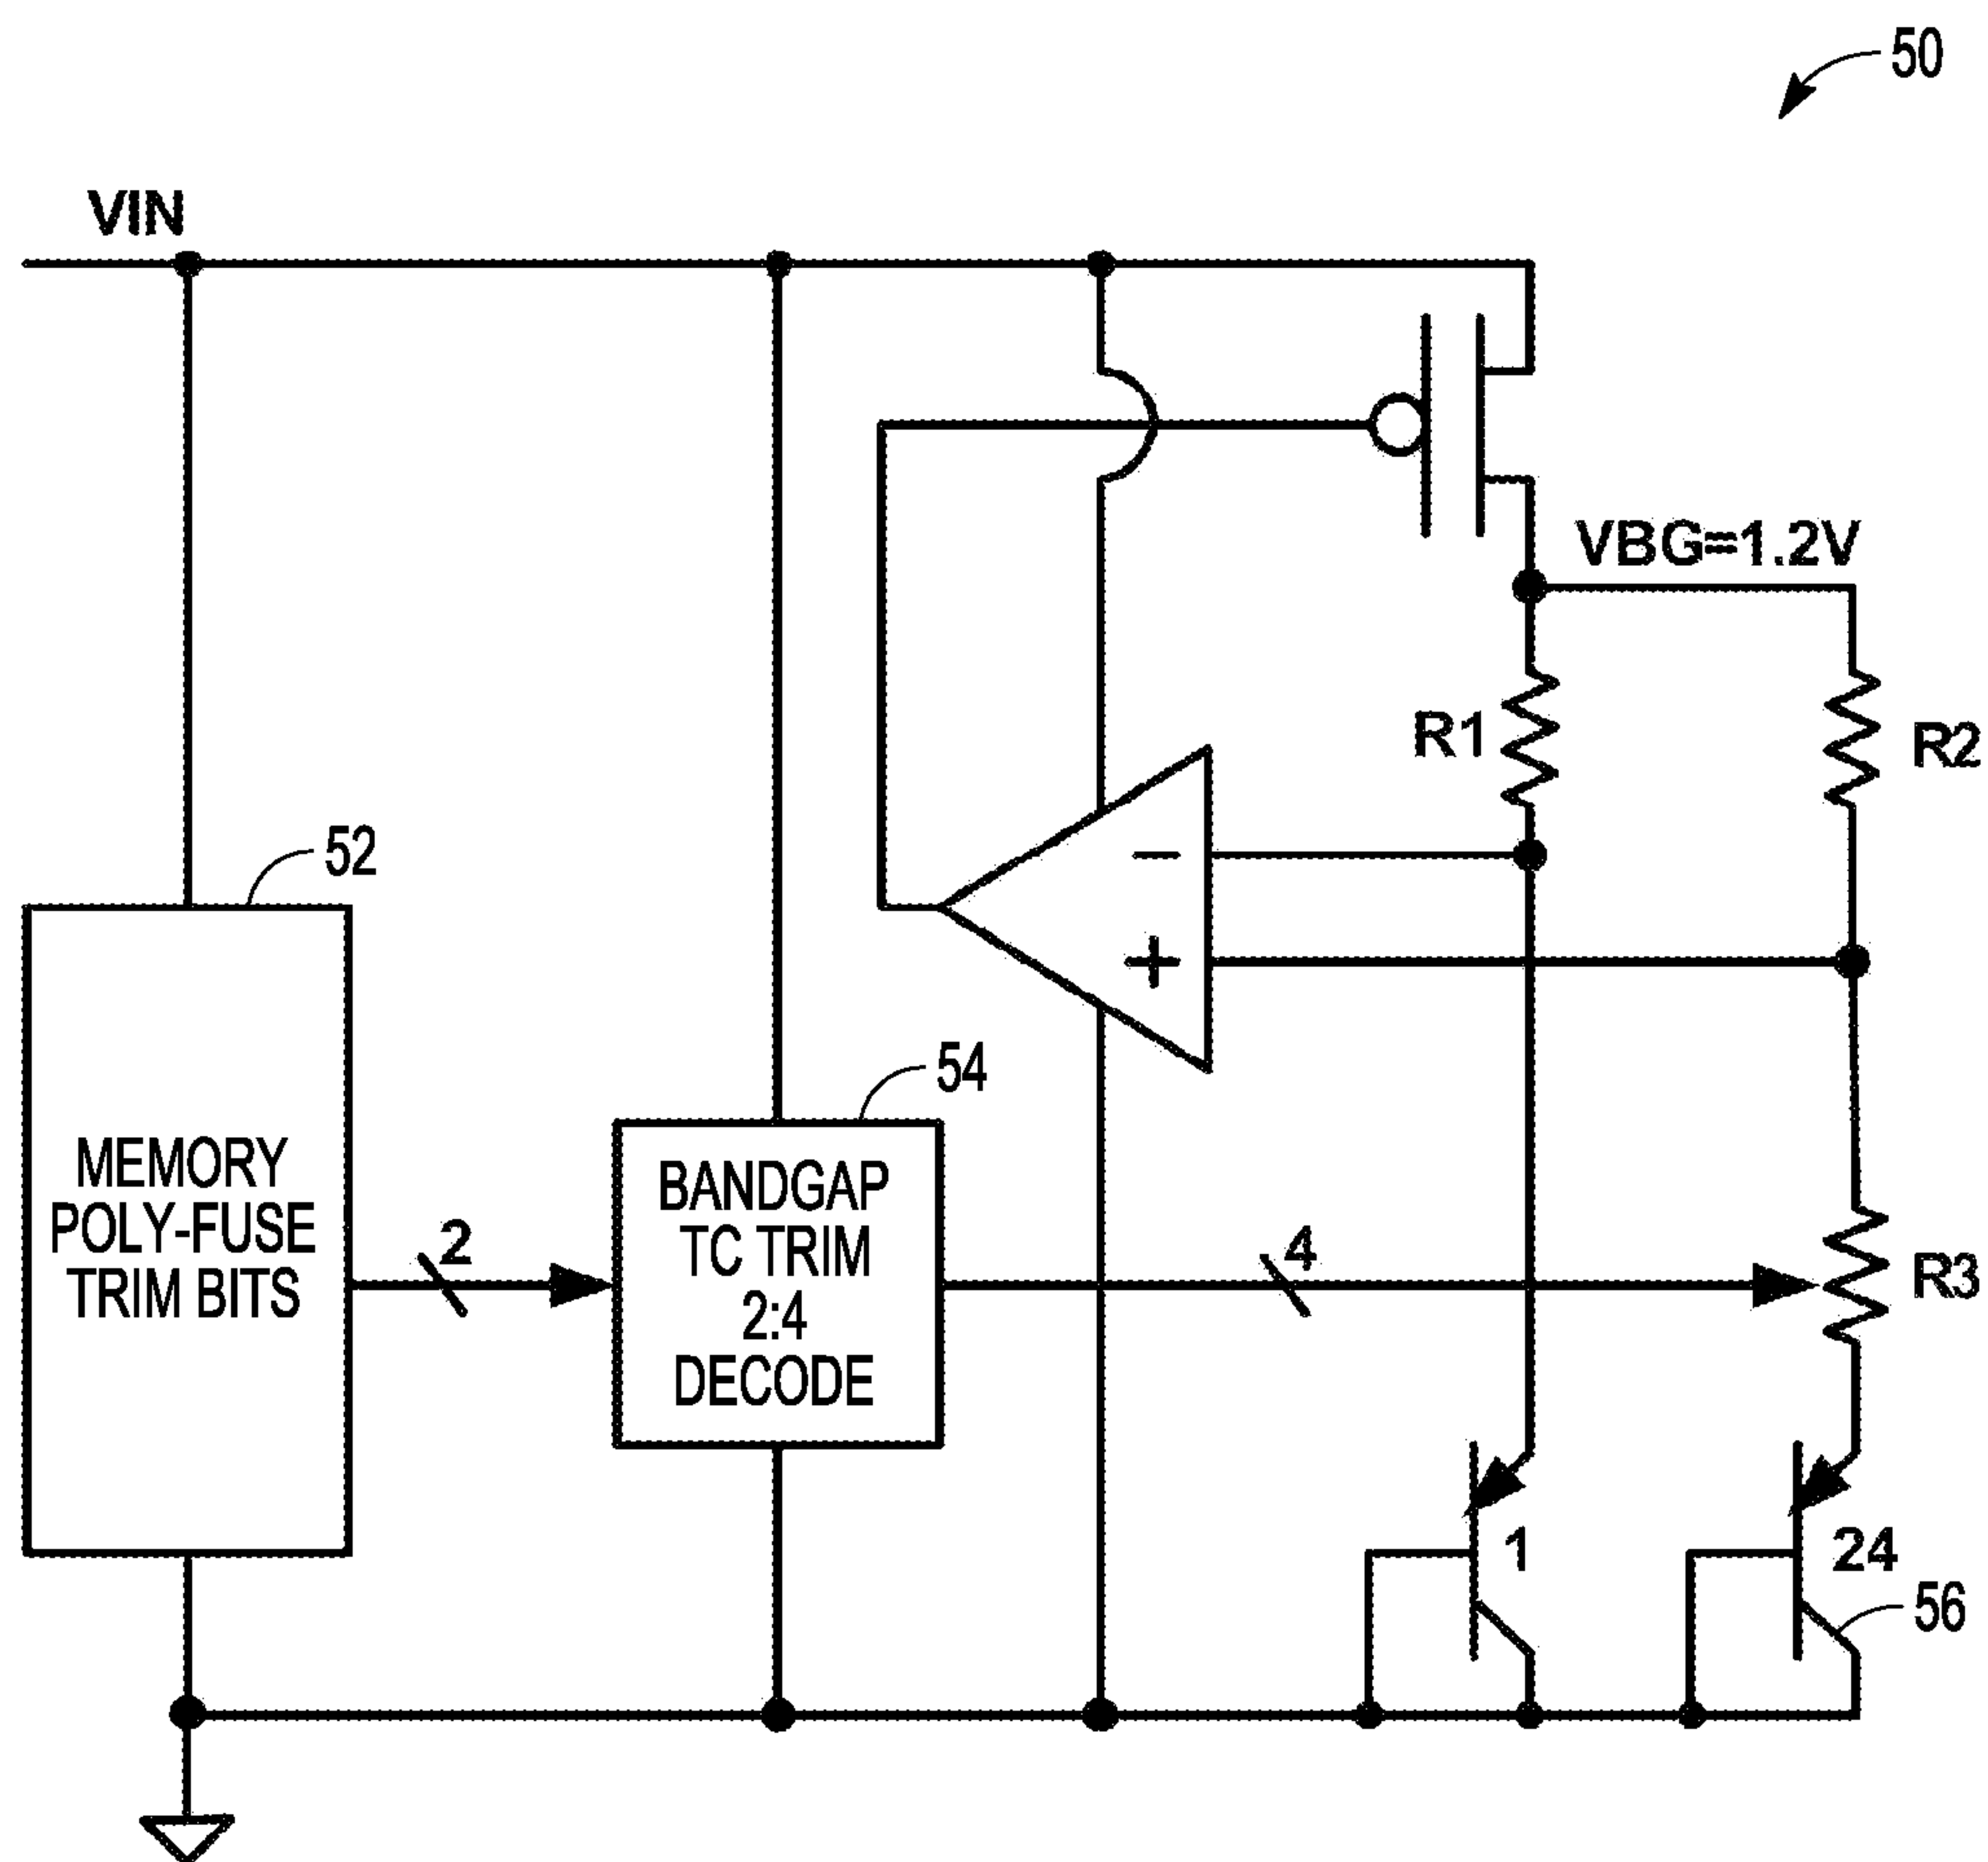 50
VIN
VBG=1.2V
R1
R2
52
-
+
54
MEMORY
POLY-FUSE
TRIM BITS
2
BANDGAP
TC TRIM
2:4
DECODE
4
R3
1
24
56